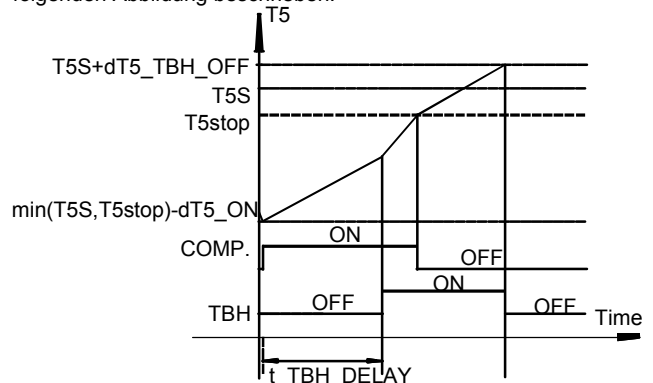 folgenden Abbildung beschrieben.
T5
T5S+dT5_TBH_OFF
T5S
T5stop
min(T5S,T5stop)-dT5_ON
COMP.
ON
OFF
ON
TBH
OFF
OFF
Time
t_TBH_DELAY